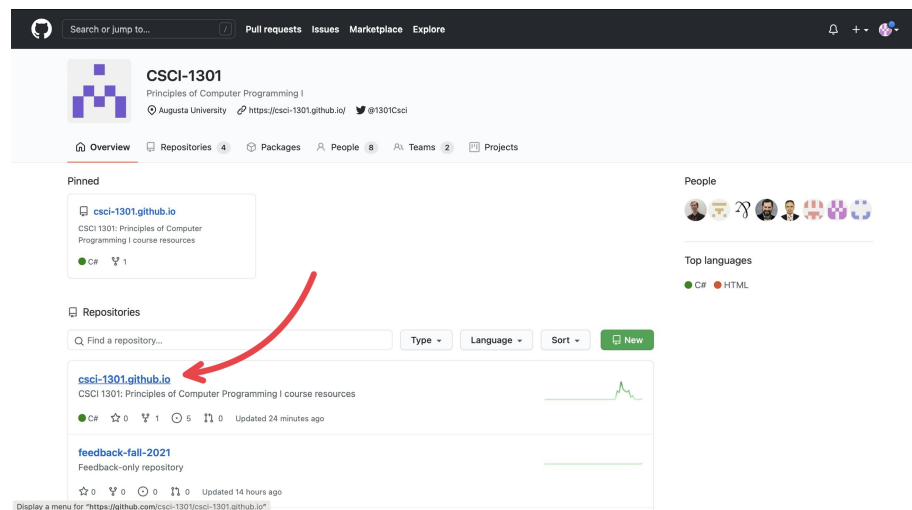 Search or jump to... / Pull requests Issues Marketplace Explore
CSCI-1301
Principles of Computer Programming I
Augusta University https://csci-1301.github.io/ @1301Csci
Overview Repositories 4 Packages People 8 Teams 2 Projects
Pinned
csci-1301.github.io
CSCI 1301: Principles of Computer
Programming I course resources
C# 1
People
Top languages
C# HTML
Repositories
Find a repository... Type Language Sort New
csci-1301.github.io
CSCI 1301: Principles of Computer Programming I course resources
C# 0 1 5 0 Updated 24 minutes ago
feedback-fall-2021
Feedback-only repository
0 0 0 0 Updated 14 hours ago
Display a menu for "https://github.com/csci-1301/csci-1301.github.io"